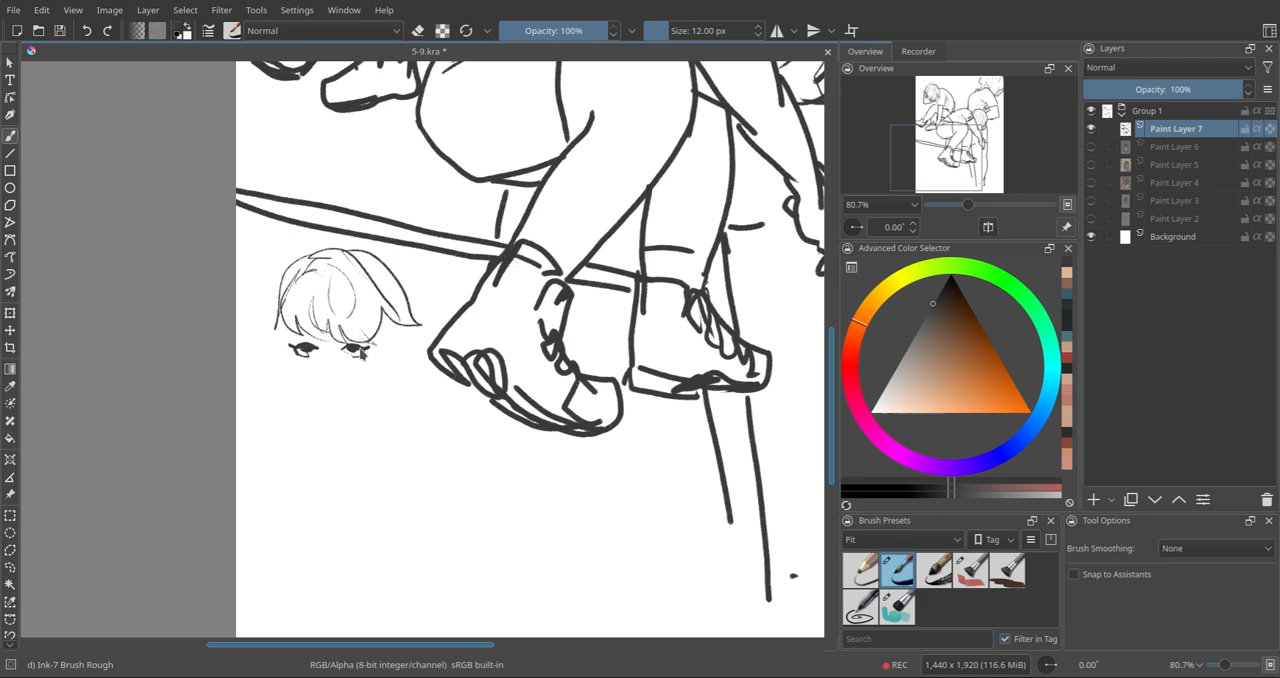 File Edit View Image Layer Select Filter Tools Settings Window Help
Normal
Opacity: 100%
Size: 12.00 px
5-9.kra *
Overview Recorder
Overview
80.7%
0.00°
Advanced Color Selector
Brush Presets
Pit
Tag
Search
Filter in Tag
Layers
Normal
Opacity: 100%
Group 1
Paint Layer 7
Paint Layer 6
Paint Layer 5
Paint Layer 4
Paint Layer 3
Paint Layer 2
Background
Tool Options
Brush Smoothing: None
Snap to Assistants
d) Ink-7 Brush Rough
RGB/Alpha (8-bit integer/channel) sRGB built-in
REC
1,440 x 1,920 (116.6 MiB)
0.00°
80.7%